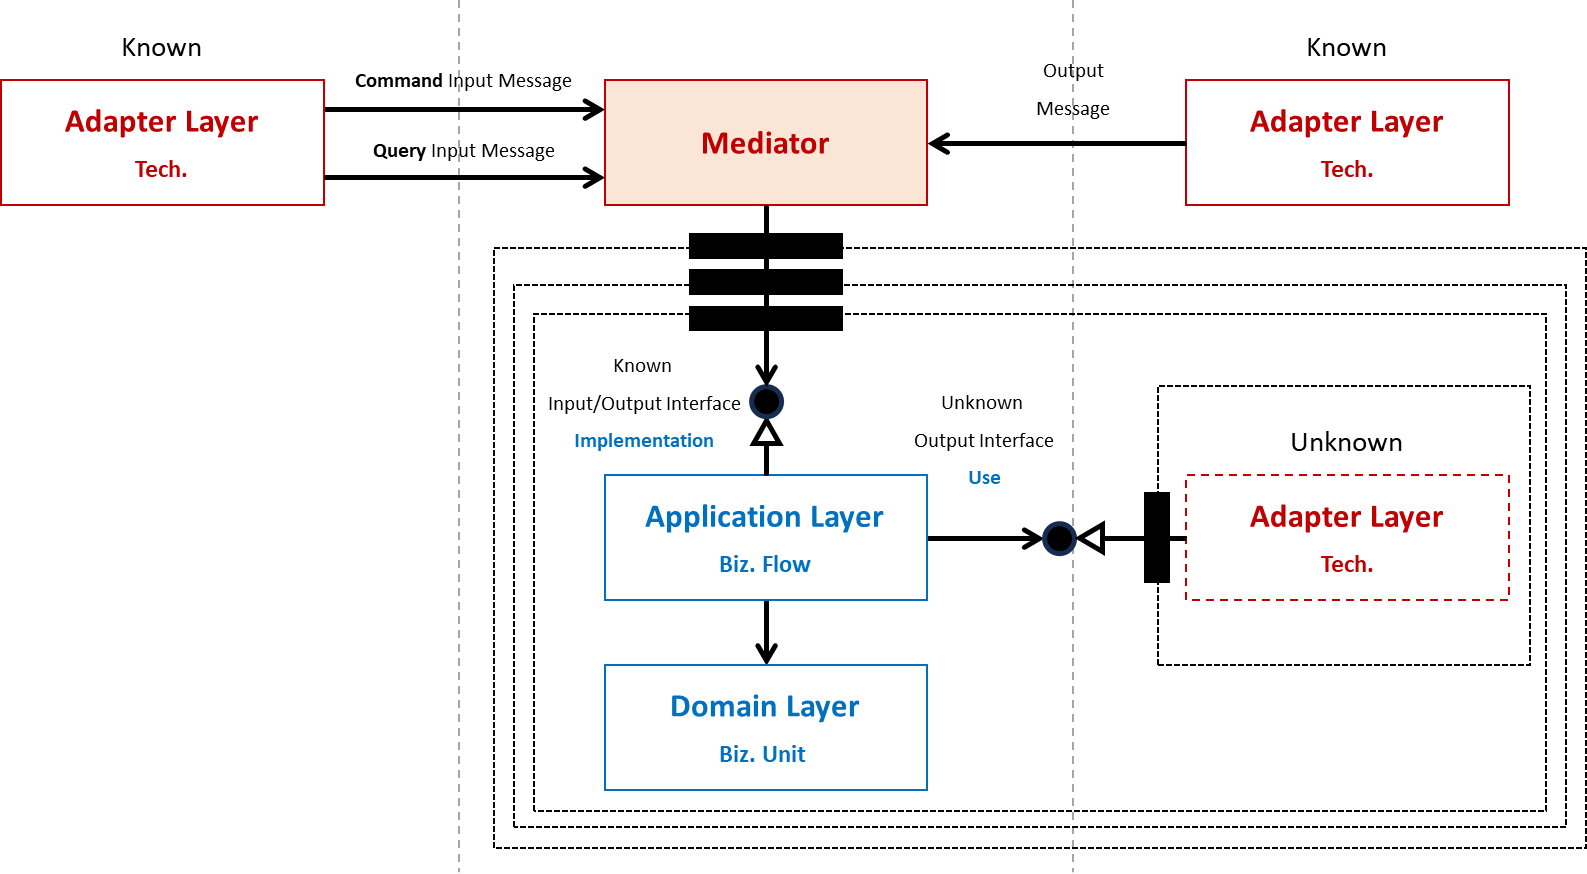 Known
Adapter Layer
Tech.
Command Input Message
Query Input Message
Mediator
Output
Message
Known
Adapter Layer
Tech.
Known
Input/Output Interface
Implementation
Application Layer
Biz. Flow
Unknown
Output Interface
Use
Unknown
Adapter Layer
Tech.
Domain Layer
Biz. Unit